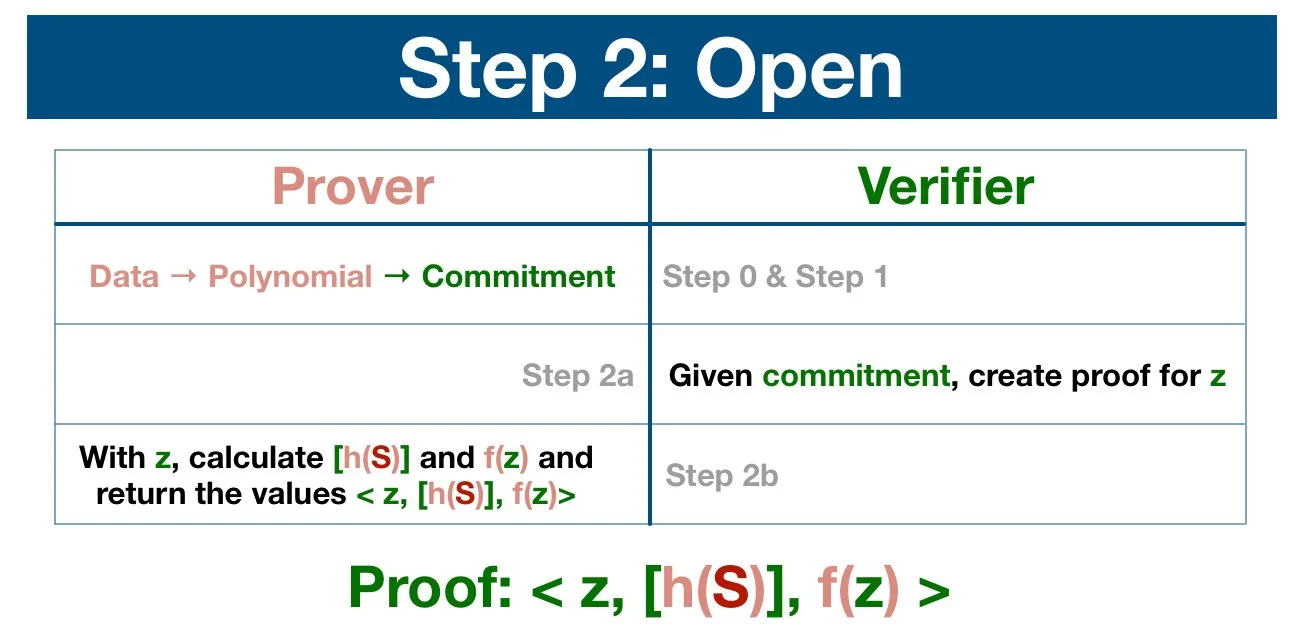 Step 2: Open
Prover
Verifier
Data → Polynomial → Commitment
Step 0 & Step 1
Step 2a
Given commitment, create proof for z
With z, calculate [h(S)] and f(z) and
return the values < z, [h(S)], f(z)>
Step 2b
Proof: < z, [h(S)], f(z) >